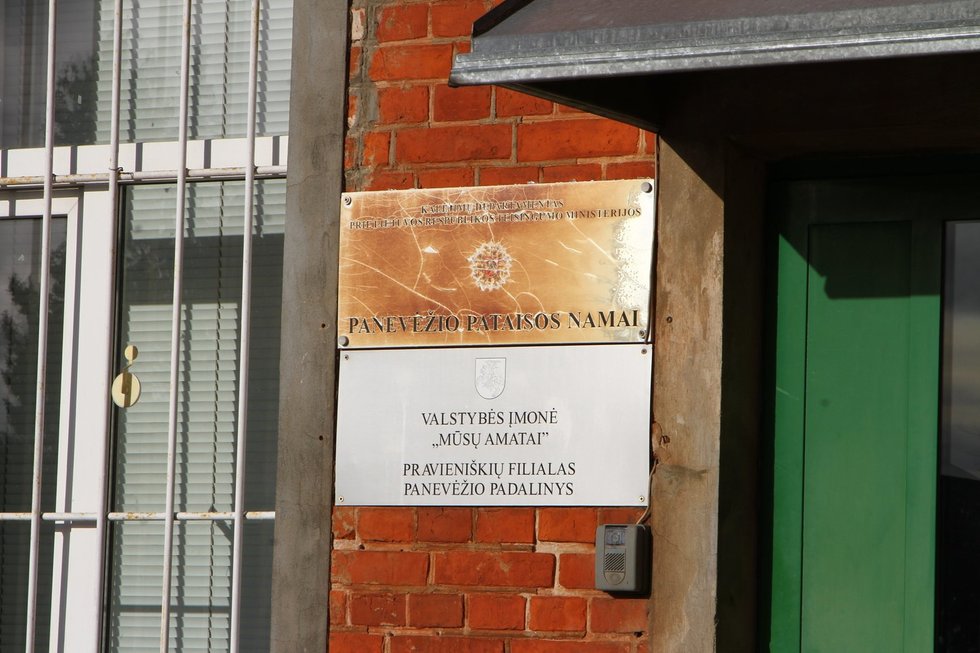 KALĖJIMŲ DEPARTAMENTAS
PRIE LIETUVOS RESPUBLIKOS TEISINGUMO MINISTERIJOS
PANEVĖŽIO PATAISOS NAMAI
VALSTYBĖS ĮMONĖ
„MŪSŲ AMATAI”
PRAVIENIŠKIŲ FILIALAS
PANEVĖŽIO PADALINYS